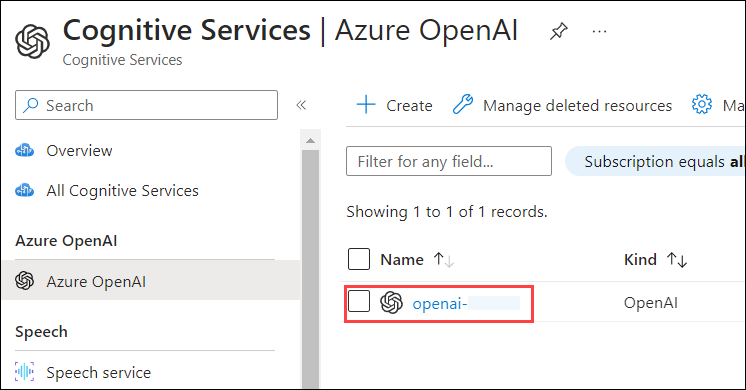 Cognitive Services | Azure OpenAI ...
Cognitive Services
Search
«
Overview
All Cognitive Services
Azure OpenAI
Azure OpenAI
Speech
Speech service
Create Manage deleted resources Ma
Filter for any field... Subscription equals all
Showing 1 to 1 of 1 records.
Name ↑↓ Kind ↑↓
openai- OpenAI